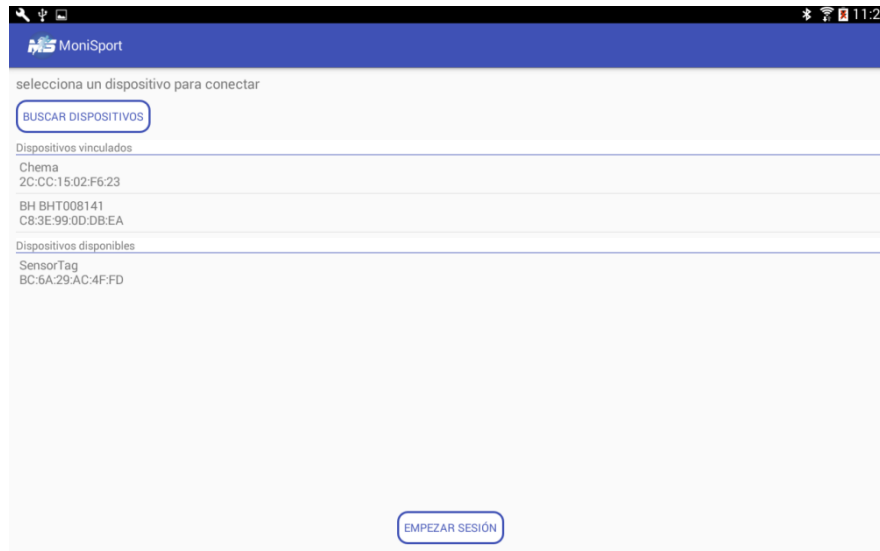 11:2
MS MoniSport
selecciona un dispositivo para conectar
BUSCAR DISPOSITIVOS
Dispositivos vinculados
Chema
2C:CC:15:02:F6:23
BH BHT008141
C8:3E:99:0D:DB:EA
Dispositivos disponibles
SensorTag
BC:6A:29:AC:4F:FD
EMPEZAR SESIÓN